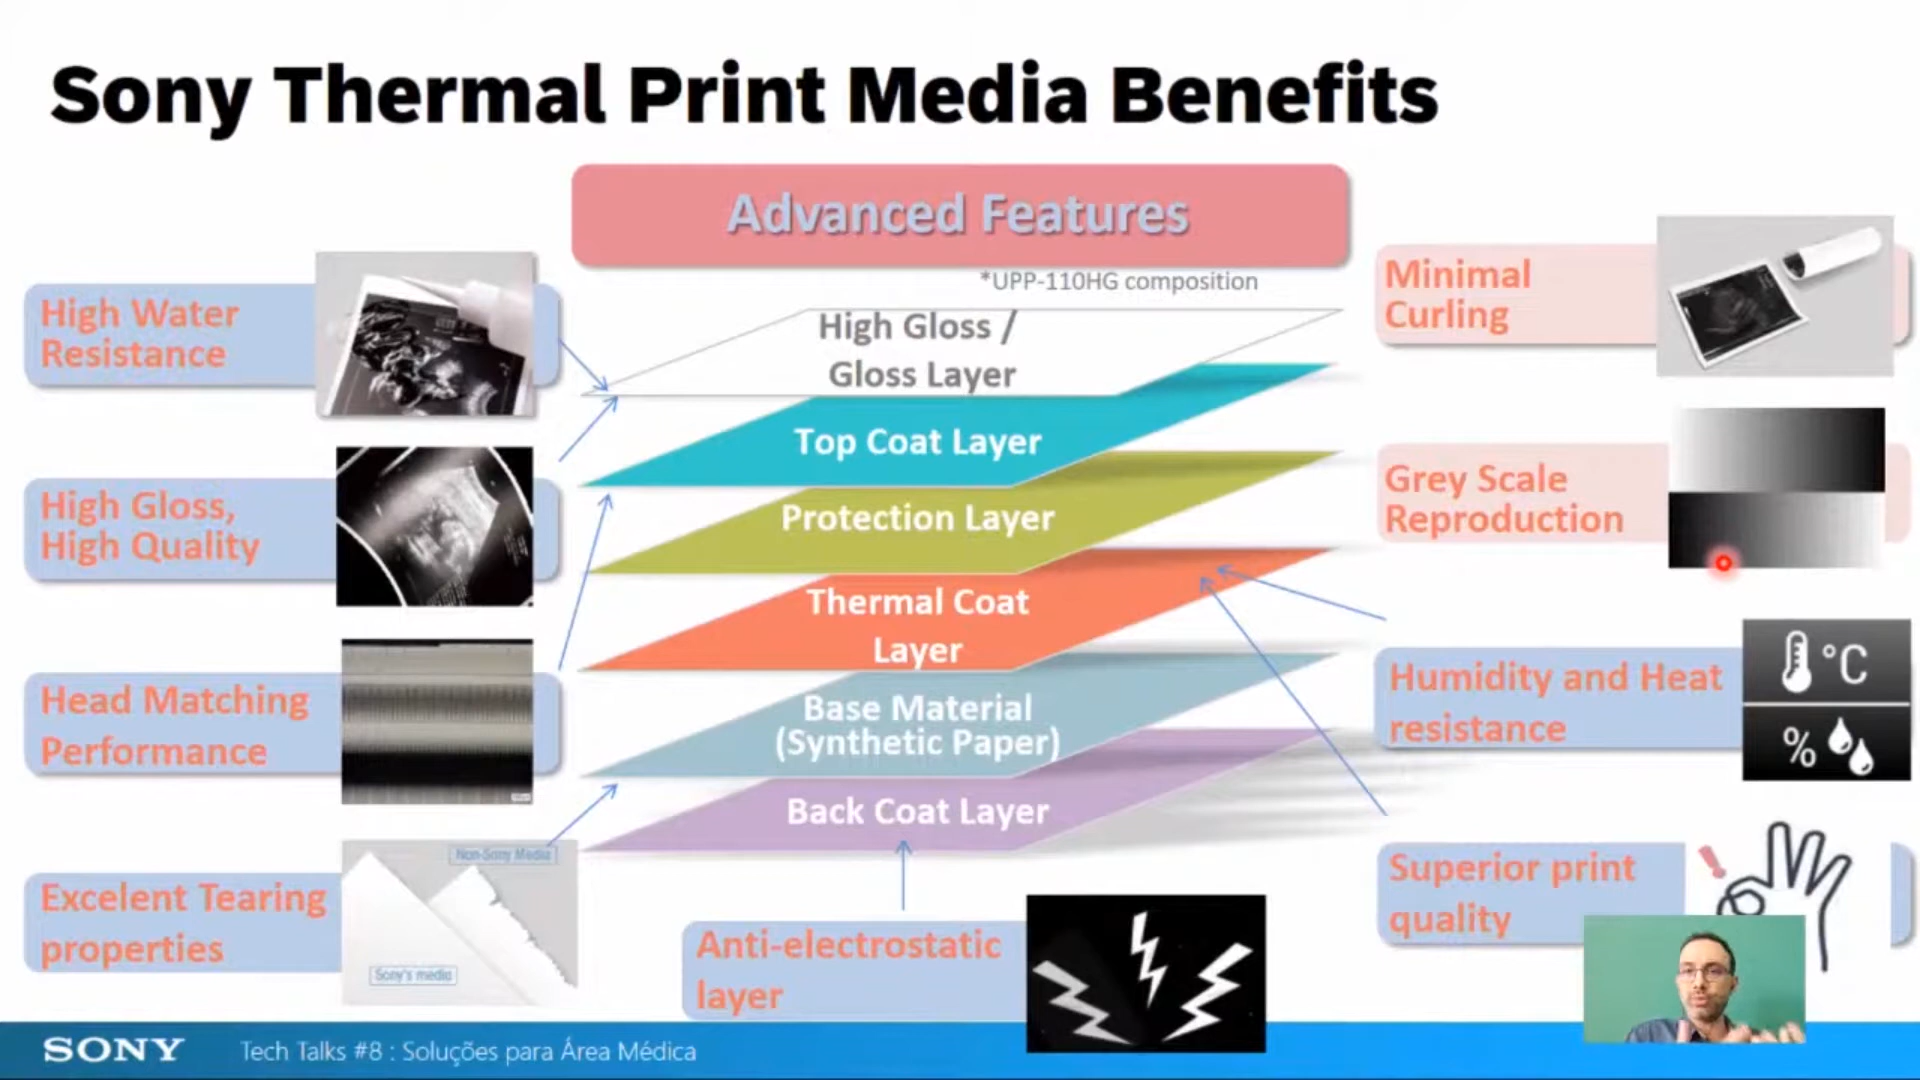 Sony Thermal Print Media Benefits
Advanced Features
*UPP-110HG composition
High Water
Resistance
High Gloss,
High Quality
Head Matching
Performance
Non-Sony Media
Sony's media
Excelent Tearing
properties
High Gloss /
Gloss Layer
Top Coat Layer
Protection Layer
Thermal Coat
Layer
Base Material
(Synthetic Paper)
Back Coat Layer
Anti-electrostatic
layer
Minimal
Curling
Grey Scale
Reproduction
Humidity and Heat
resistance
°C
%
Superior print
quality
SONY
Tech Talks #8 : Soluções para Área Médica